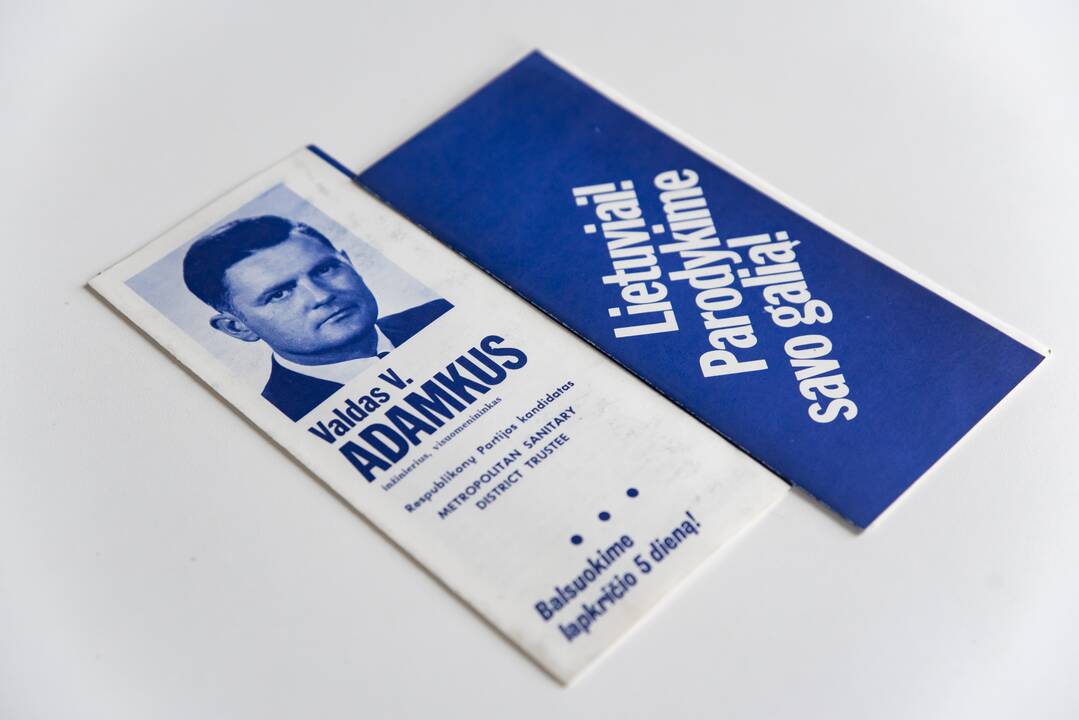 Valdas V.
ADAMKUS
inžinierius, visuomenininkas
Respublikonų Partijos kandidatas
METROPOLITAN SANITARY
DISTRICT TRUSTEE
Balsuokime
lapkričio 5 dieną!
Lietuviai!
Parodykime
savo galią!